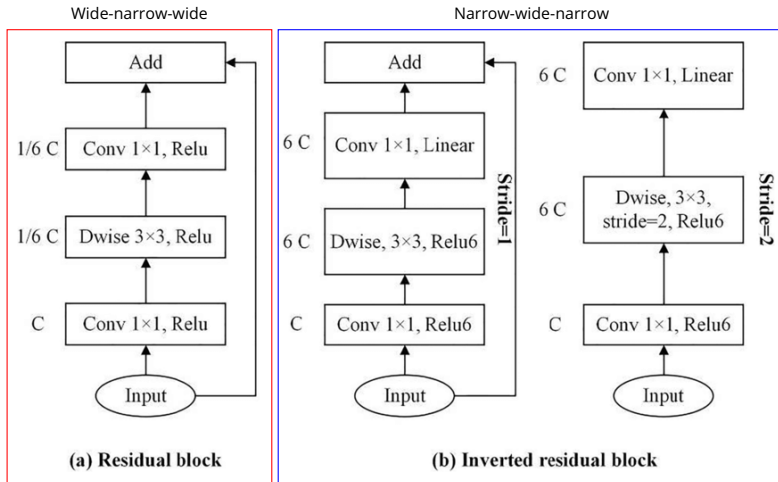 Wide-narrow-wide
Add
1/6 C
Conv 1×1, Relu
1/6 C
Dwise 3×3, Relu
C
Conv 1×1, Relu
Input
(a) Residual block
Narrow-wide-narrow
Add
6 C
Conv 1×1, Linear
6 C
Dwise, 3×3, Relu6
C
Conv 1×1, Relu6
Input
Stride=1
6 C
Conv 1×1, Linear
6 C
Dwise, 3×3,
stride=2, Relu6
C
Conv 1×1, Relu6
Input
Stride=2
(b) Inverted residual block